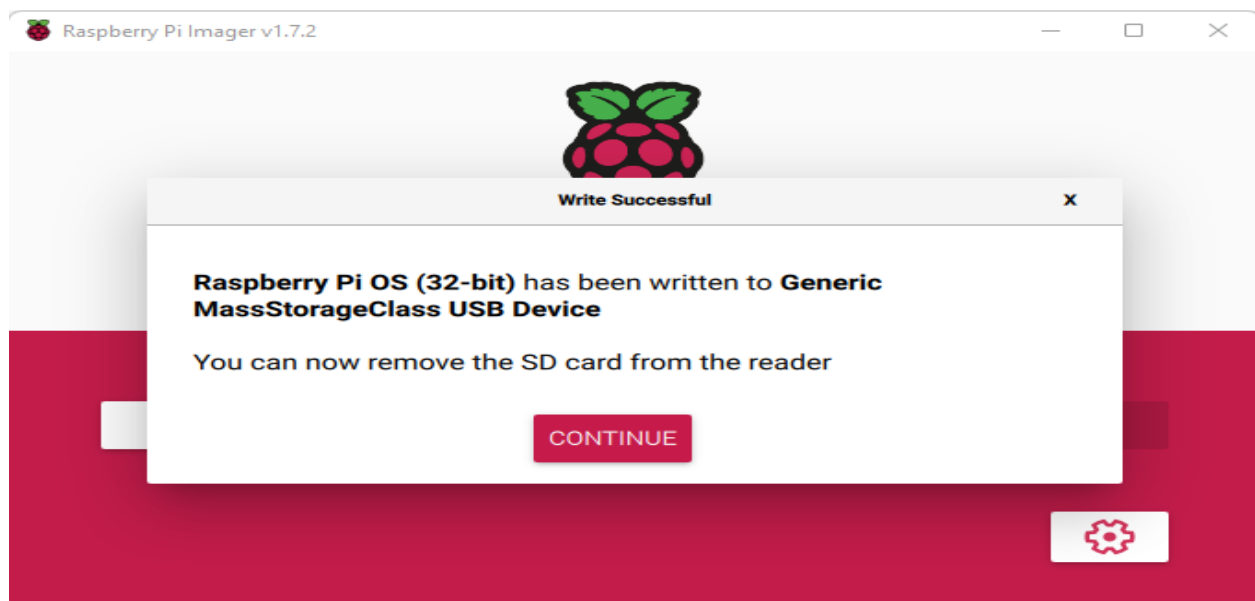 Raspberry Pi Imager v1.7.2
Write Successful
x
Raspberry Pi OS (32-bit) has been written to Generic
MassStorageClass USB Device
You can now remove the SD card from the reader
CONTINUE